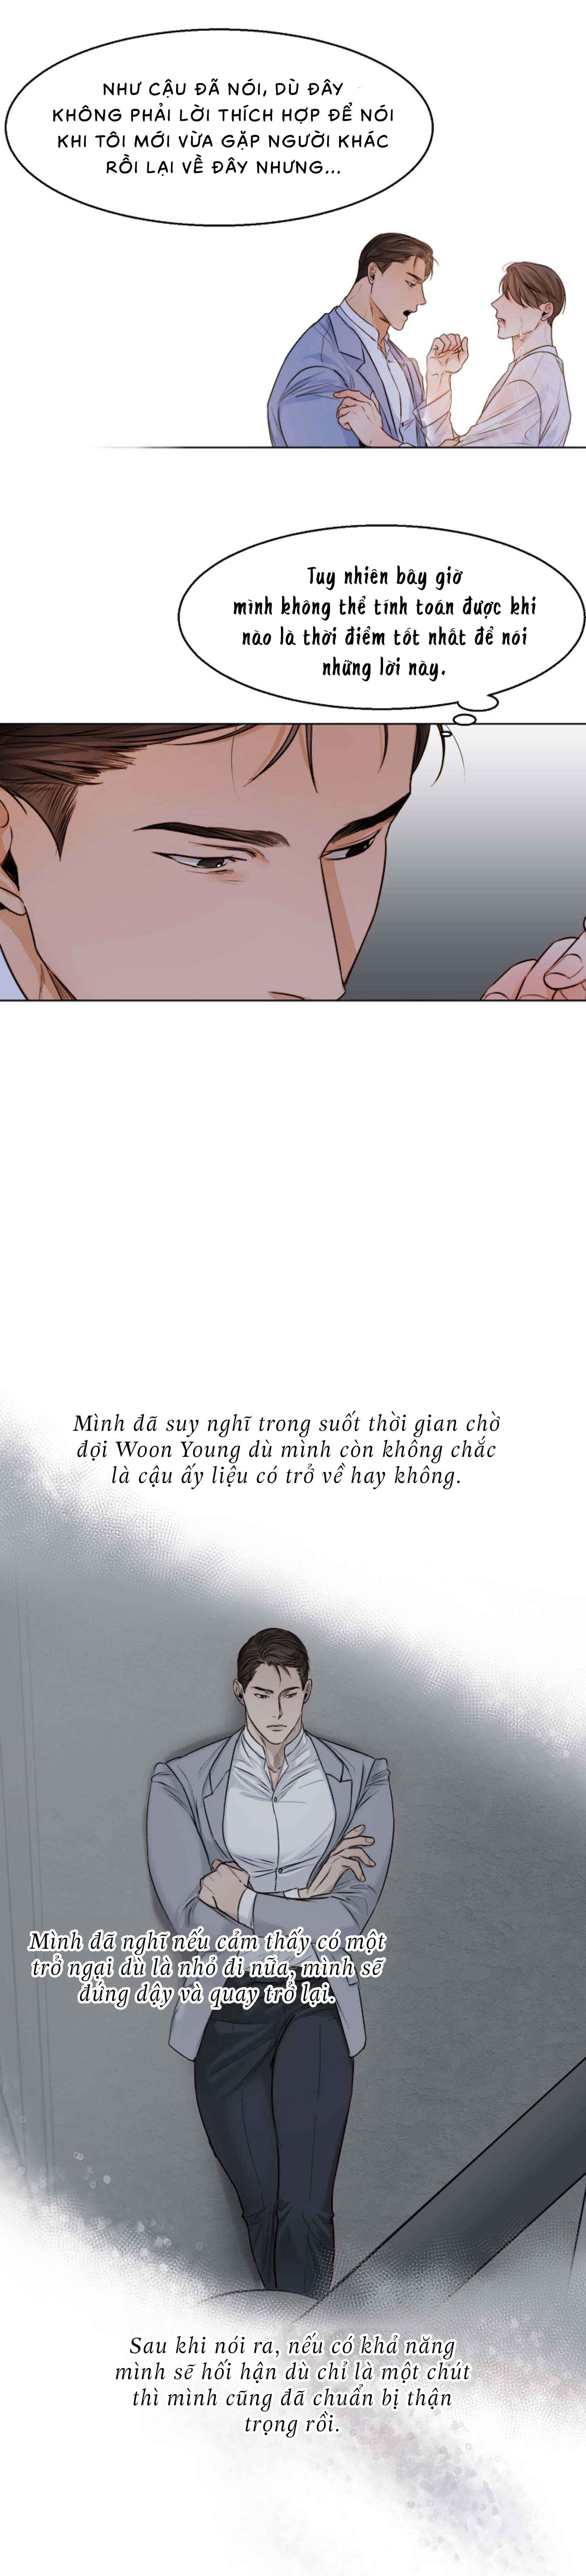 NHƯ CẬU ĐÃ NÓI, DÙ ĐÂY
KHÔNG PHẢI LỜI THÍCH HỢP ĐỂ NÓI
KHI TÔI MỚI VỪA GẶP NGƯỜI KHÁC
RỒI LẠI VỀ ĐÂY NHƯNG...
Tuy nhiên bây giờ
mình không thể tính toán được khi
nào là thời điểm tốt nhất để nói
những lời này.
Mình đã suy nghĩ trong suốt thời gian chờ
đợi Woon Young dù mình còn không chắc
là cậu ấy liệu có trở về hay không.
Mình đã nghĩ nếu cảm thấy có một
trở ngại dù là nhỏ đi nữa, mình sẽ
đứng dậy và quay trở lại.
Sau khi nói ra, nếu có khả năng
mình sẽ hối hận dù chỉ là một chút
thì mình cũng đã chuẩn bị thận
trọng rồi.